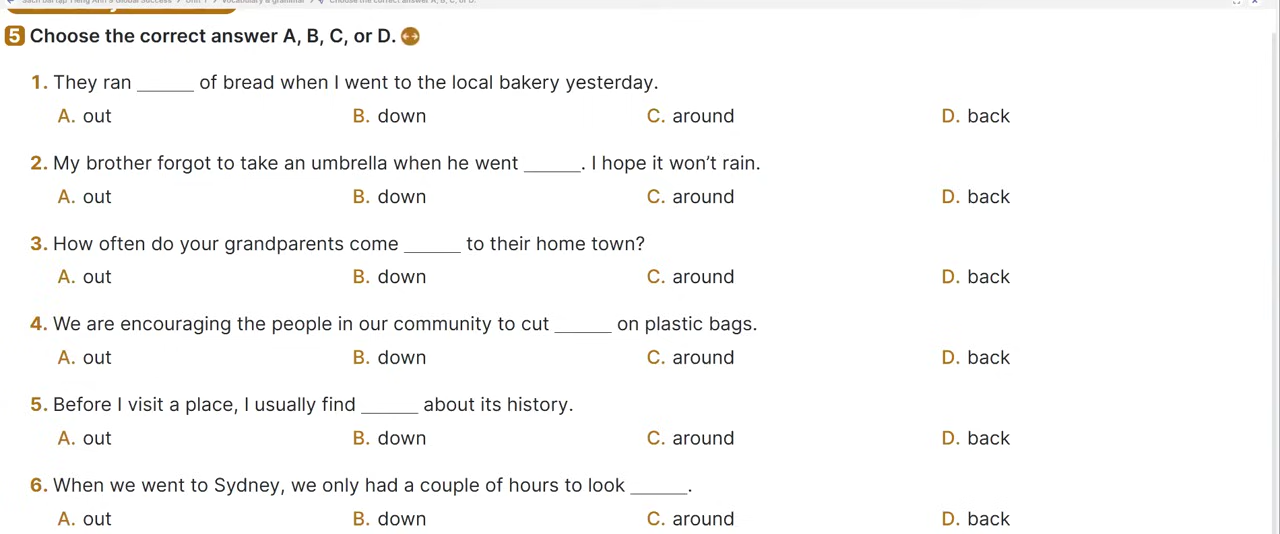 5 Choose the correct answer A, B, C, or D.
1. They ran ______ of bread when I went to the local bakery yesterday.
A. out B. down C. around D. back
2. My brother forgot to take an umbrella when he went ______. I hope it won't rain.
A. out B. down C. around D. back
3. How often do your grandparents come ______ to their home town?
A. out B. down C. around D. back
4. We are encouraging the people in our community to cut ______ on plastic bags.
A. out B. down C. around D. back
5. Before I visit a place, I usually find ______ about its history.
A. out B. down C. around D. back
6. When we went to Sydney, we only had a couple of hours to look ______.
A. out B. down C. around D. back